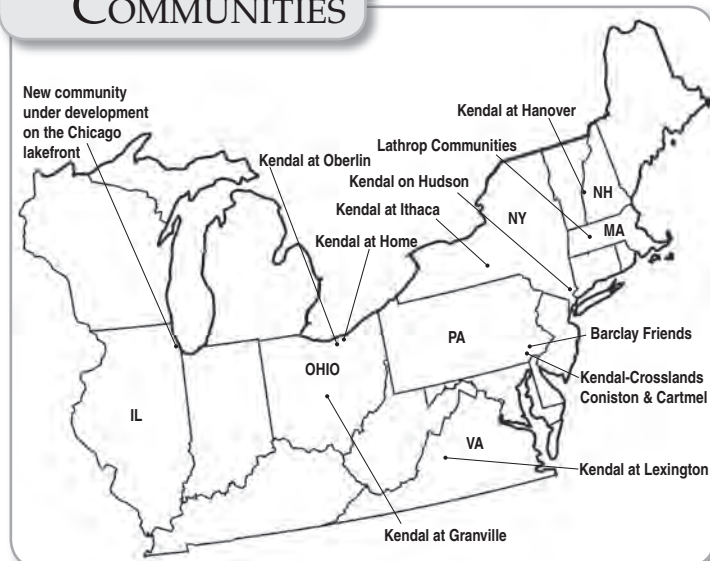 COMMUNITIES
New community
under development
on the Chicago
lakefront
Kendal at Hanover
Lathrop Communities
Kendal at Oberlin
Kendal on Hudson
NH
Kendal at Ithaca
NY
MA
Kendal at Home
PA
Barclay Friends
OHIO
Kendal-Crosslands
Coniston & Cartmel
IL
VA
Kendal at Lexington
Kendal at Granville